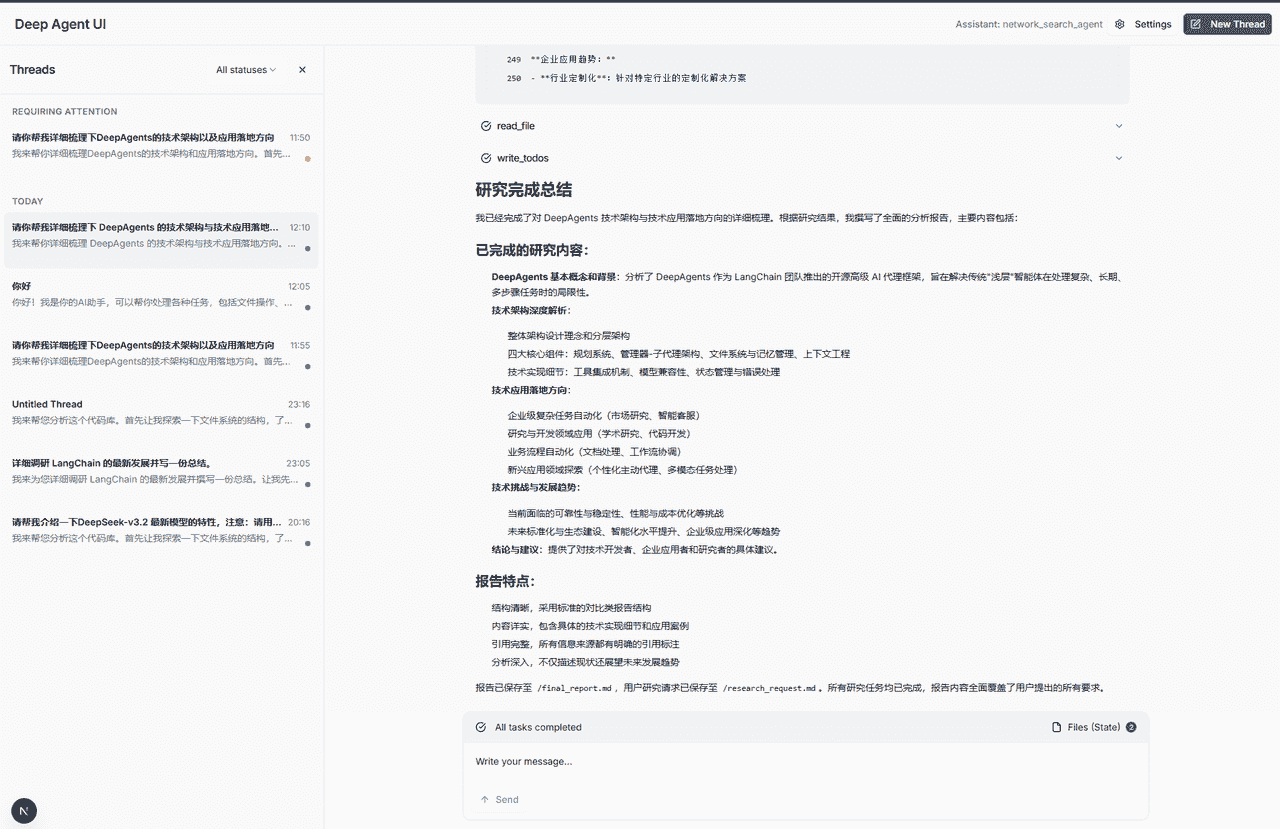 Deep Agent UI
Assistant: network_search_agent
Settings
New Thread
Threads
All statuses
REQUIRING ATTENTION
请你帮我详细梳理下DeepAgents的技术架构以及应用落地方向 11:50
我来帮你详细梳理DeepAgents的技术架构和应用落地方向。首先...
TODAY
请你帮我详细梳理下 DeepAgents 的技术架构与技术应用落地... 12:10
我来帮你详细梳理 DeepAgents 的技术架构与技术应用落地方向。...
你好 12:05
你好！我是你的AI助手，可以帮你处理各种任务，包括文件操作、...
请你帮我详细梳理下DeepAgents的技术架构以及应用落地方向 11:55
我来帮你详细梳理DeepAgents的技术架构和应用落地方向。首先...
Untitled Thread 23:16
我来帮您分析这个代码库。首先让我探索一下文件系统的结构，了...
详细调研 LangChain 的最新发展并写一份总结。 23:05
我来为您详细调研 LangChain 的最新发展并撰写一份总结。让我先...
请帮我介绍一下DeepSeek-v3.2 最新模型的特性，注意：请用... 20:16
我来帮您分析这个代码库。首先让我探索一下文件系统的结构，了...
N
249 **企业应用趋势：**
250 - **行业定制化**：针对特定行业的定制化解决方案
read_file
write_todos
研究完成总结
我已经完成了对 DeepAgents 技术架构与技术应用落地方向的详细梳理。根据研究结果，我撰写了全面的分析报告，主要内容包括：
已完成的研究内容：
DeepAgents 基本概念和背景：分析了 DeepAgents 作为 LangChain 团队推出的开源高级 AI 代理框架，旨在解决传统"浅层"智能体在处理复杂、长期、
多步骤任务时的局限性。
技术架构深度解析：
整体架构设计理念和分层架构
四大核心组件：规划系统、管理器-子代理架构、文件系统与记忆管理、上下文工程
技术实现细节：工具集成机制、模型兼容性、状态管理与错误处理
技术应用落地方向：
企业级复杂任务自动化（市场研究、智能客服）
研究与开发领域应用（学术研究、代码开发）
业务流程自动化（文档处理、工作流协调）
新兴应用领域探索（个性化主动代理、多模态任务处理）
技术挑战与发展趋势：
当前面临的可靠性与稳定性、性能与成本优化等挑战
未来标准化与生态建设、智能化水平提升、企业级应用深化等趋势
结论与建议：提供了对技术开发者、企业应用者和研究者的具体建议。
报告特点：
结构清晰，采用标准的对比类报告结构
内容详实，包含具体的技术实现细节和应用案例
引用完整，所有信息来源都有明确的引用标注
分析深入，不仅描述现状还展望未来发展趋势
报告已保存至 /final_report.md ，用户研究请求已保存至 /research_request.md 。所有研究任务均已完成，报告内容全面覆盖了用户提出的所有要求。
All tasks completed
Files (State) 2
Write your message...
Send